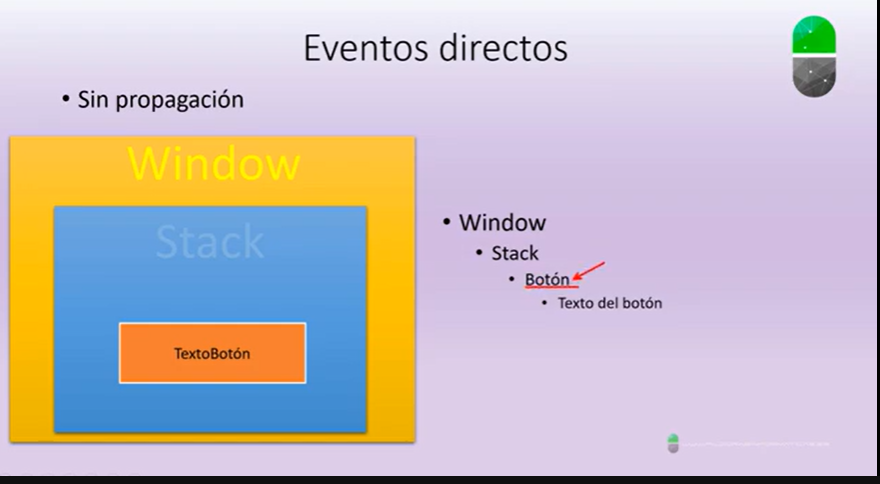 Eventos directos
• Sin propagación
Window
Stack
TextoBotón
• Window
• Stack
• Botón
• Texto del botón